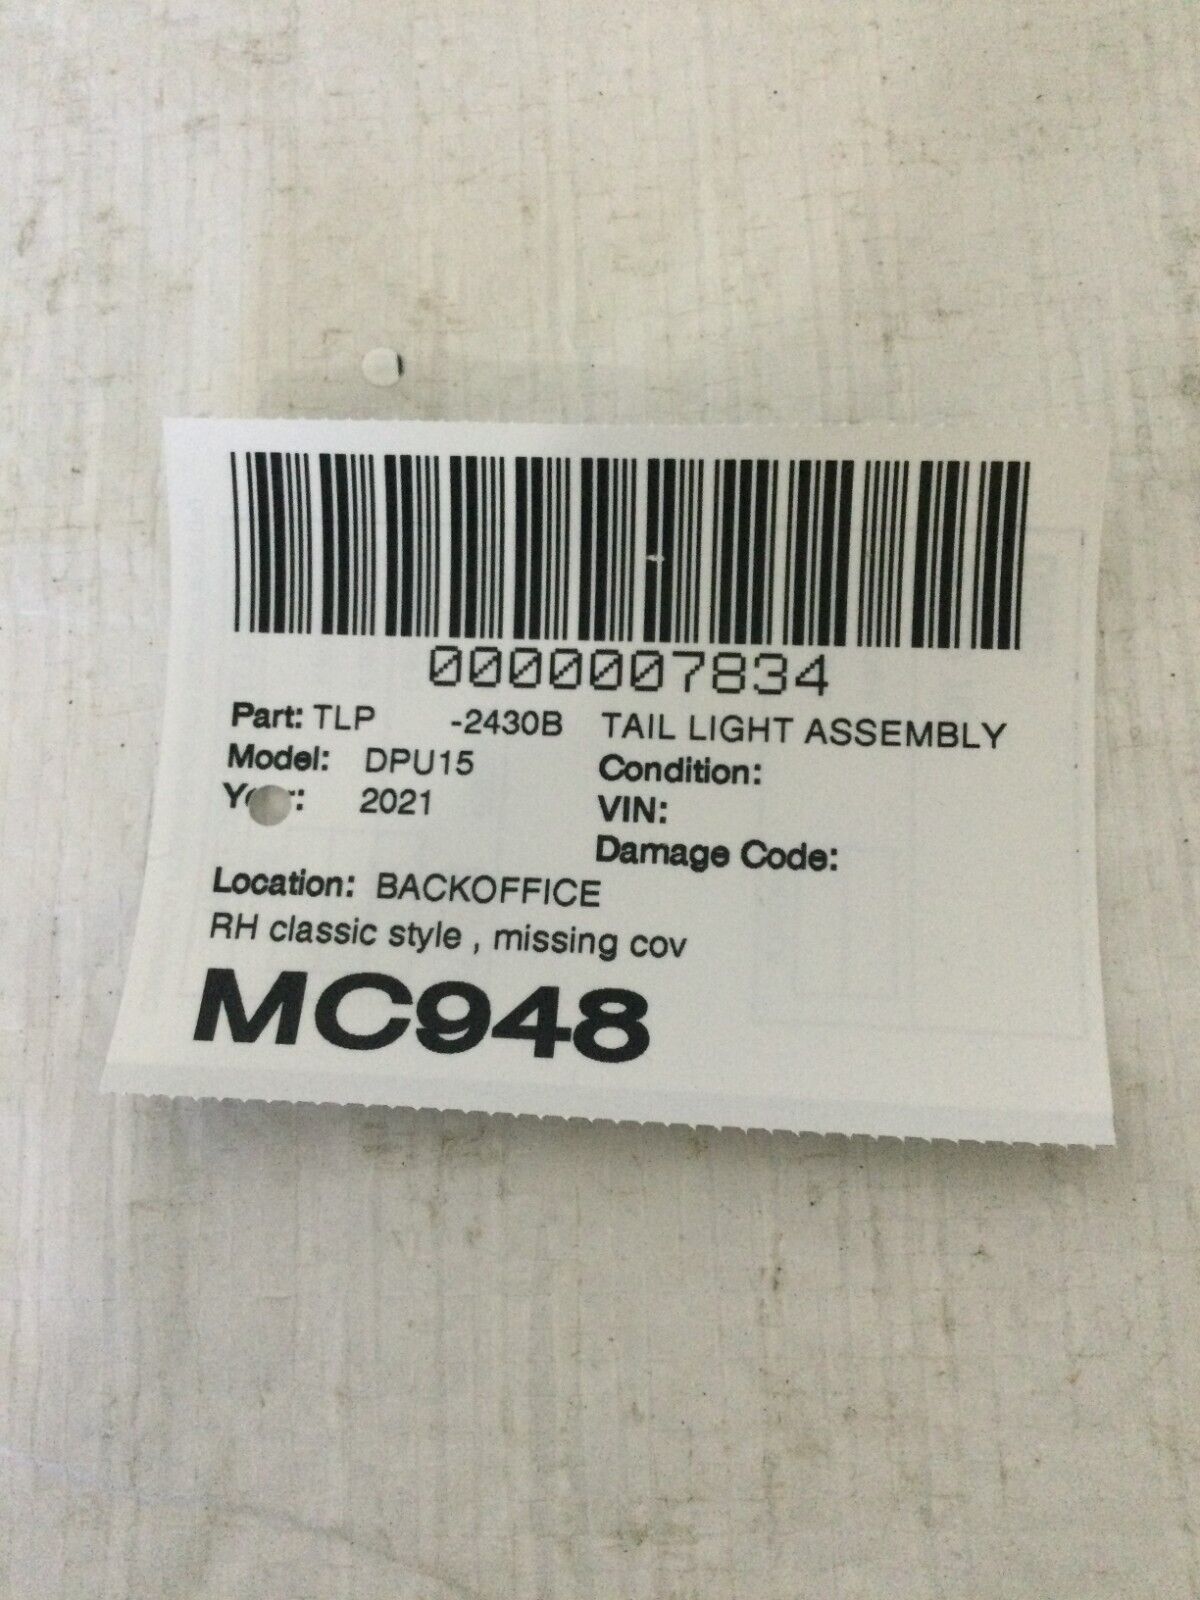 0000007834
Part: TLP -2430B TAIL LIGHT ASSEMBLY
Model: DPU15 Condition:
2021 VIN:
Damage Code:
Location: BACKOFFICE
RH classic style , missing cov
MC948